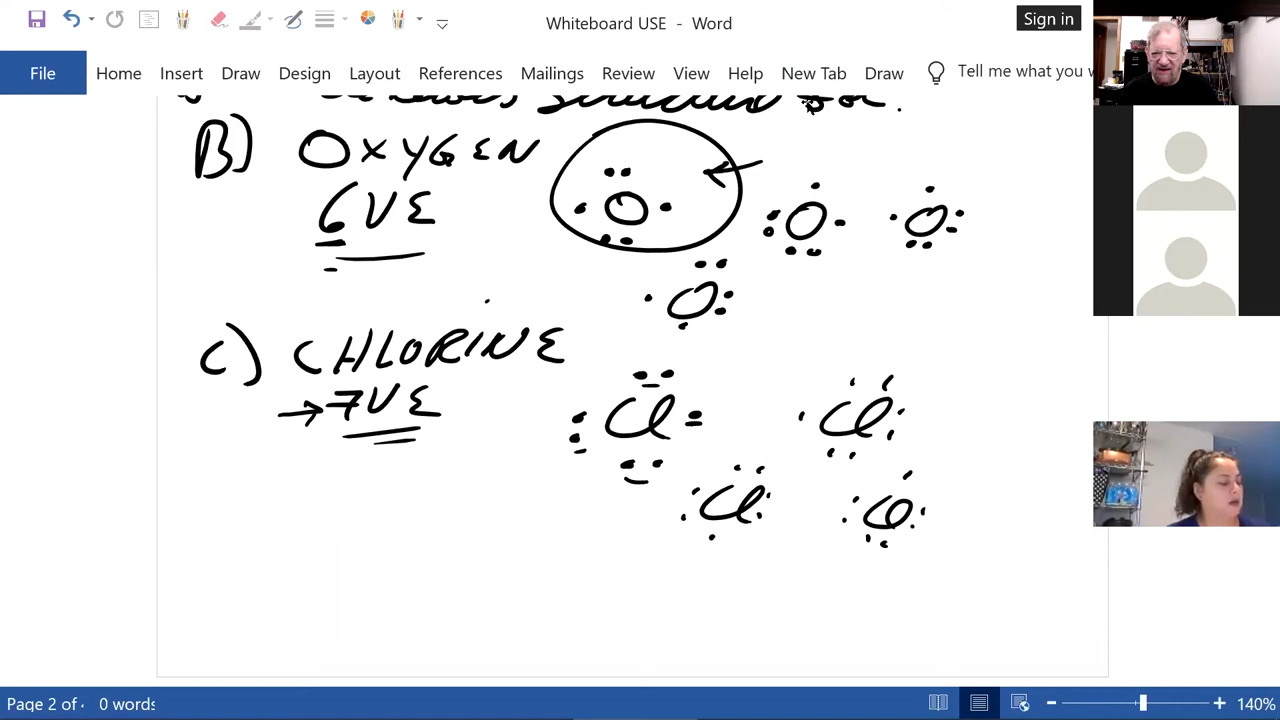 Whiteboard USE - Word
Sign in
File Home Insert Draw Design Layout References Mailings Review View Help New Tab Draw Tell me what you w
B) OXYGEN
6VE
:O: O O
O
C) CHLORINE
→7VE
Cl Cl
Cl Cl
Page 2 of 0 words
140%